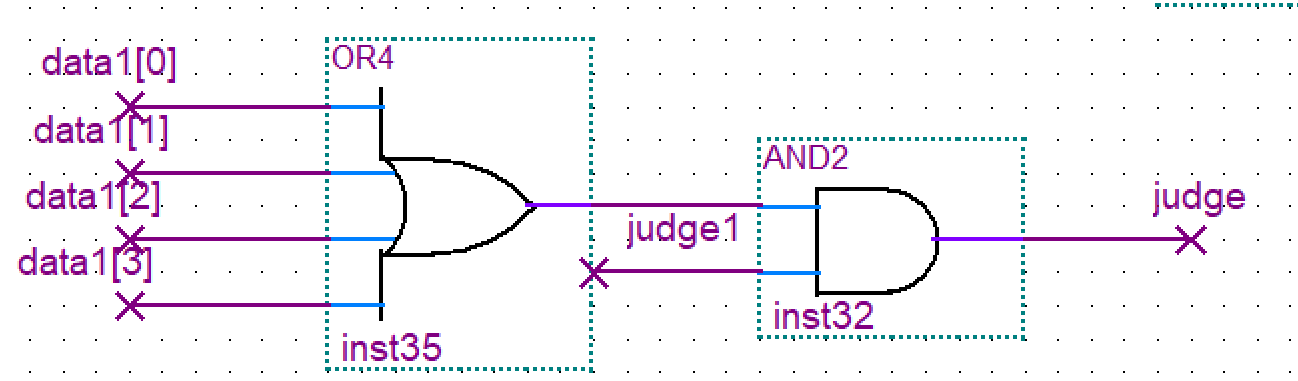 data1[0]
data1[1]
data1[2]
data1[3]
OR4
inst35
judge1
AND2
inst32
judge